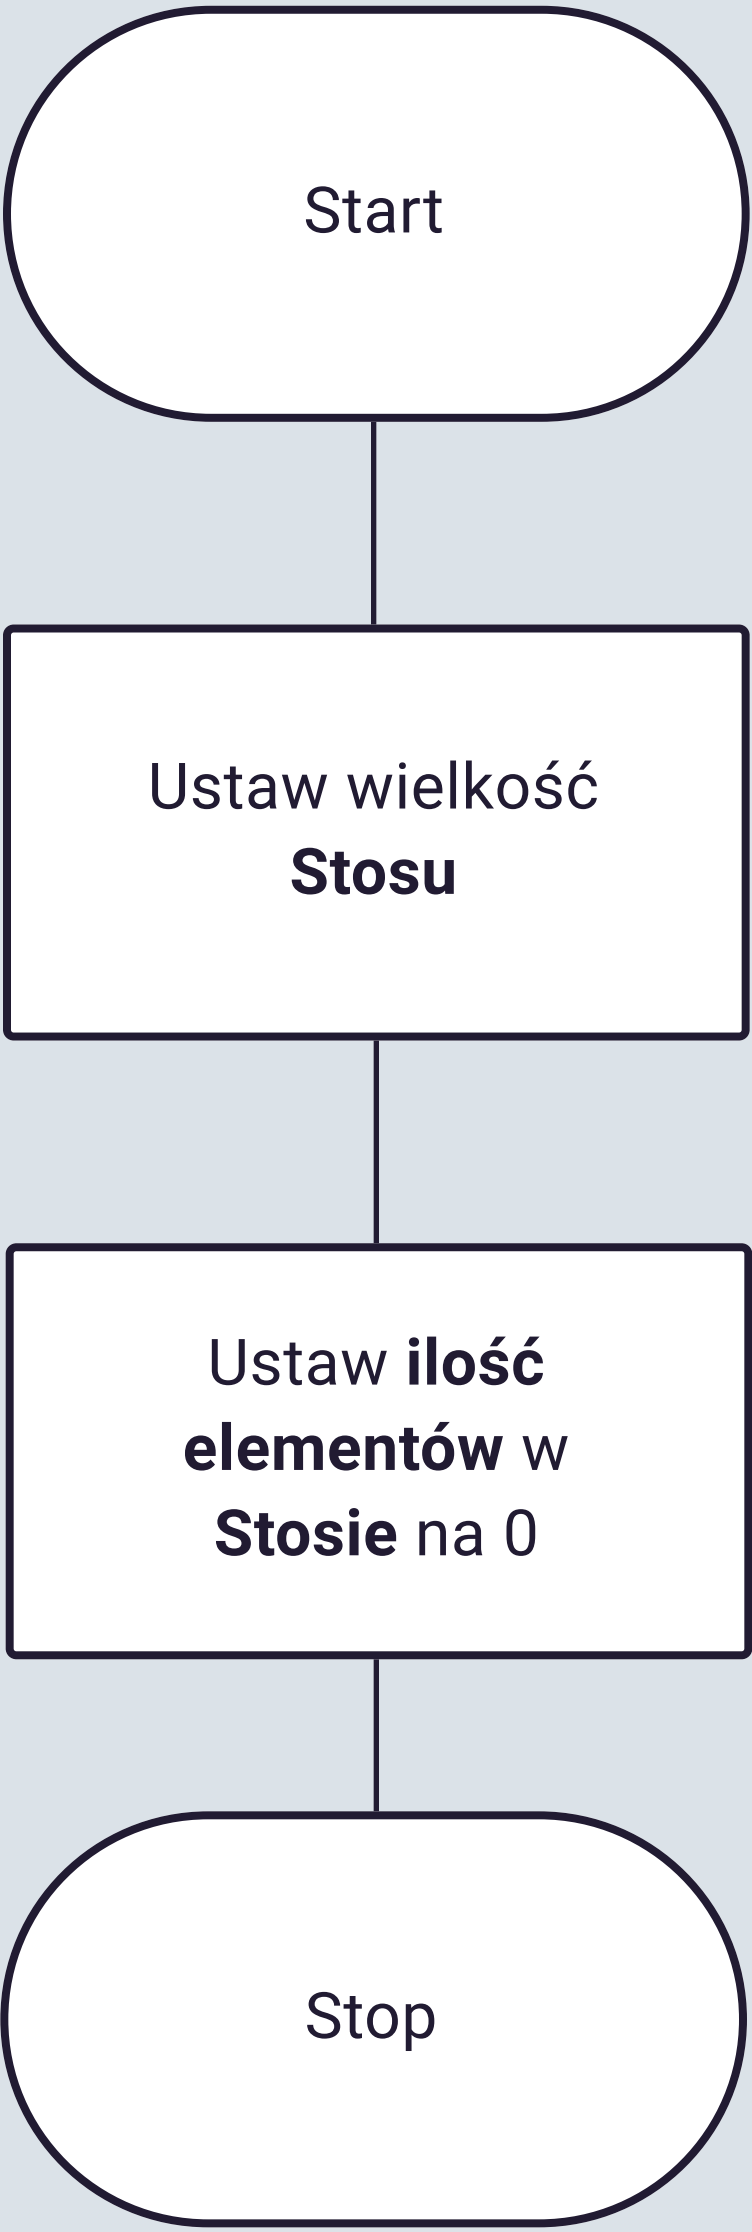 Start
Ustaw wielkość
Stosu
Ustaw ilość
elementów w
Stosie na 0
Stop